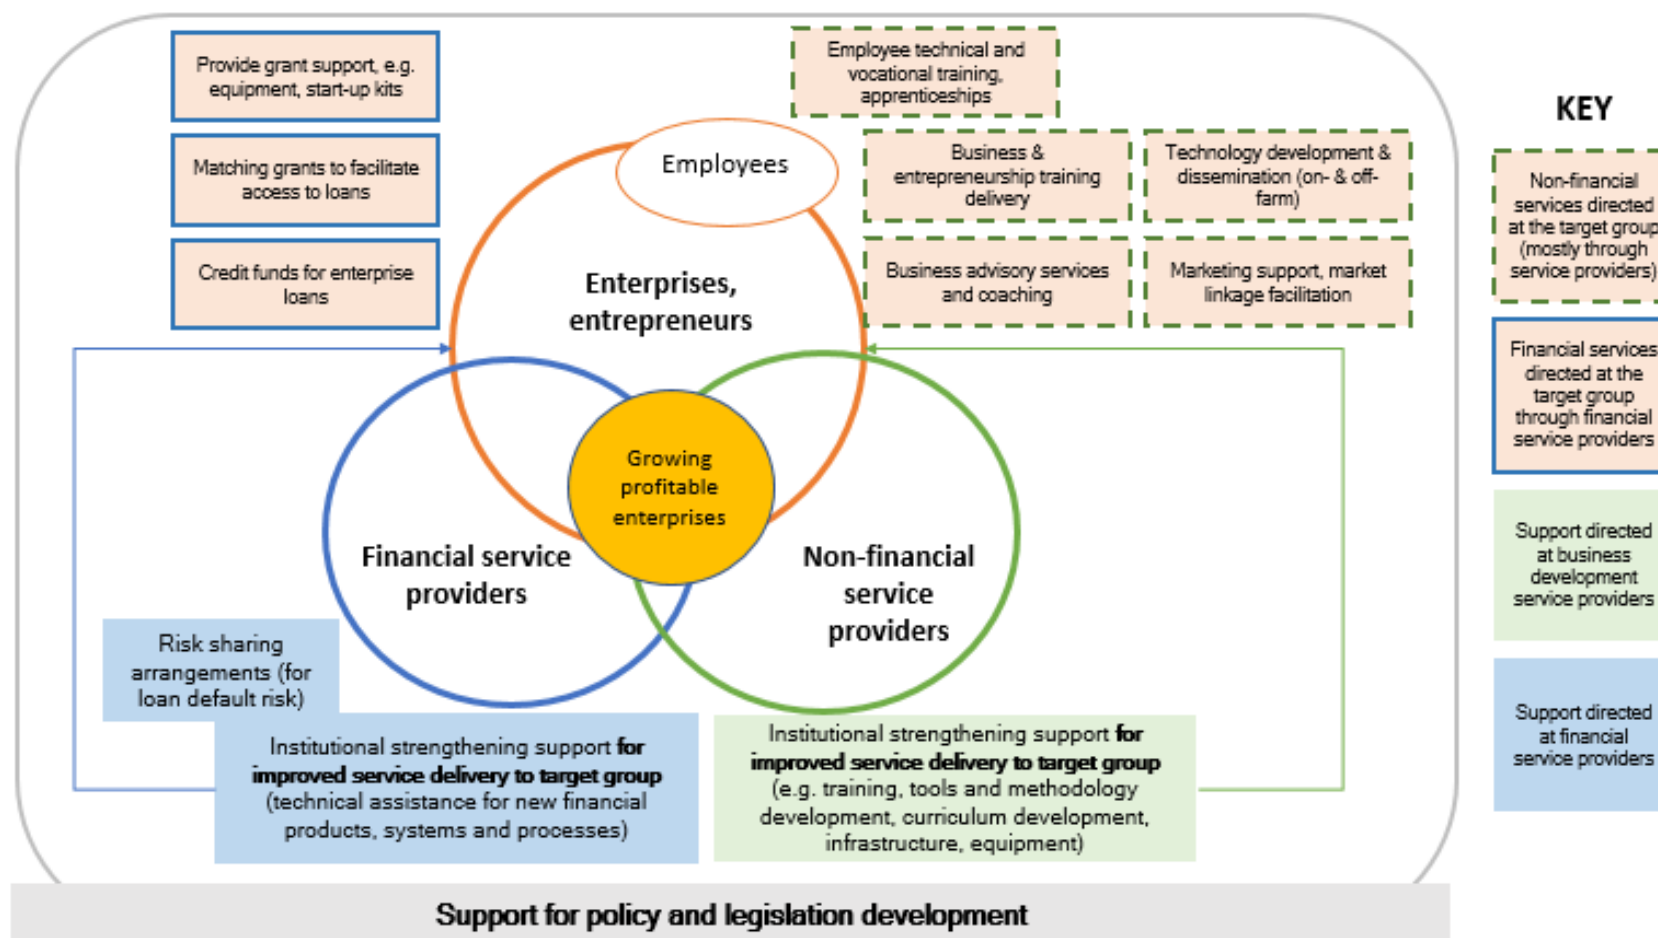 Provide grant support, e.g.
equipment, start-up kits
Matching grants to facilitate
access to loans
Credit funds for enterprise
loans
Employee technical and
vocational training,
apprenticeships
Business &
entrepreneurship training
delivery
Technology development &
dissemination (on- & off-
farm)
Business advisory services
and coaching
Marketing support, market
linkage facilitation
Employees
Enterprises,
entrepreneurs
Growing
profitable
enterprises
Financial service
providers
Non-financial
service
providers
Risk sharing
arrangements (for
loan default risk)
Institutional strengthening support for
improved service delivery to target group
(technical assistance for new financial
products, systems and processes)
Institutional strengthening support for
improved service delivery to target group
(e.g. training, tools and methodology
development, curriculum development,
infrastructure, equipment)
Support for policy and legislation development
KEY
Non-financial
services directed
at the target group
(mostly through
service providers)
Financial services
directed at the
target group
through financial
service providers
Support directed
at business
development
service providers
Support directed
at financial
service providers